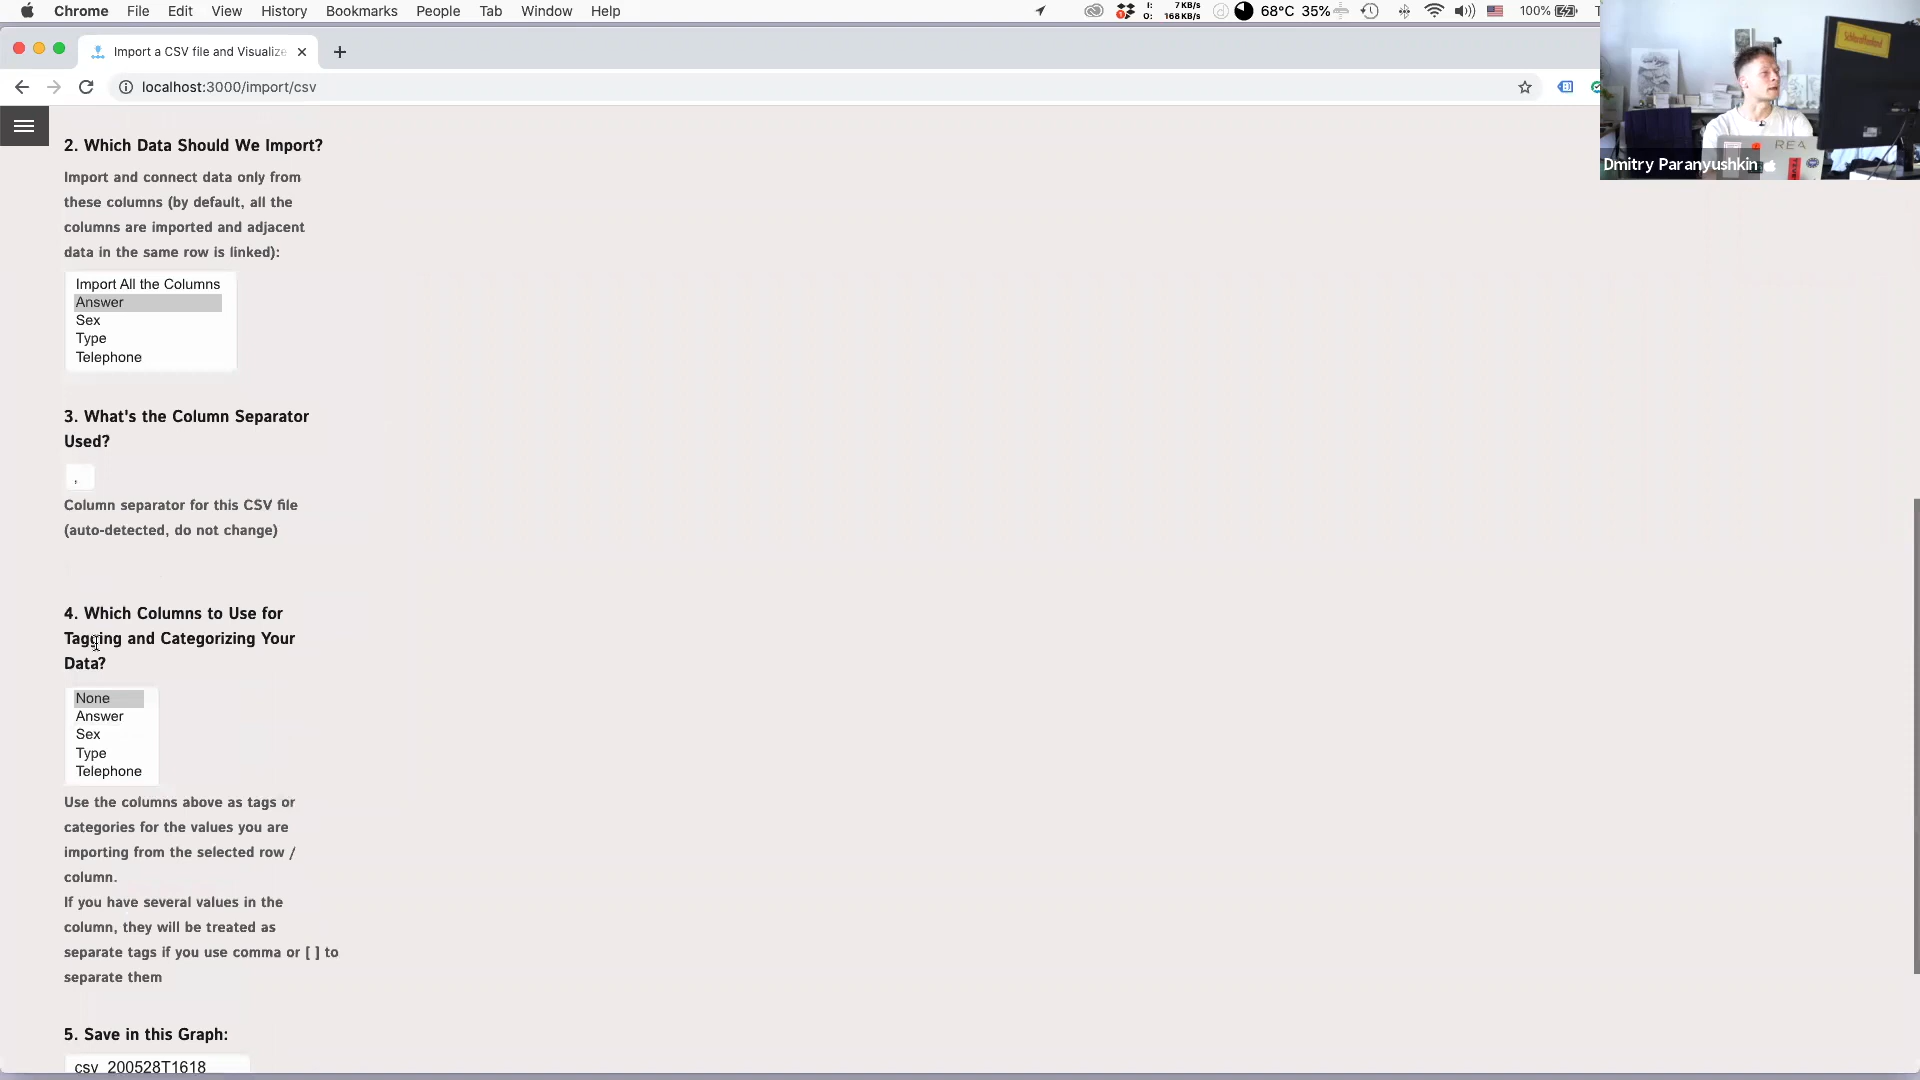 Chrome File Edit View History Bookmarks People Tab Window Help
I: 7 KB/s
O: 168 KB/s
68°C 35% 100%
Import a CSV file and Visualize
localhost:3000/import/csv
Dmitry Paranyushkin
REA
2. Which Data Should We Import?
Import and connect data only from
these columns (by default, all the
columns are imported and adjacent
data in the same row is linked):
Import All the Columns
Answer
Sex
Type
Telephone
3. What's the Column Separator
Used?
,
Column separator for this CSV file
(auto-detected, do not change)
4. Which Columns to Use for
Tagging and Categorizing Your
Data?
None
Answer
Sex
Type
Telephone
Use the columns above as tags or
categories for the values you are
importing from the selected row /
column.
If you have several values in the
column, they will be treated as
separate tags if you use comma or [ ] to
separate them
5. Save in this Graph:
csv_200528T1618